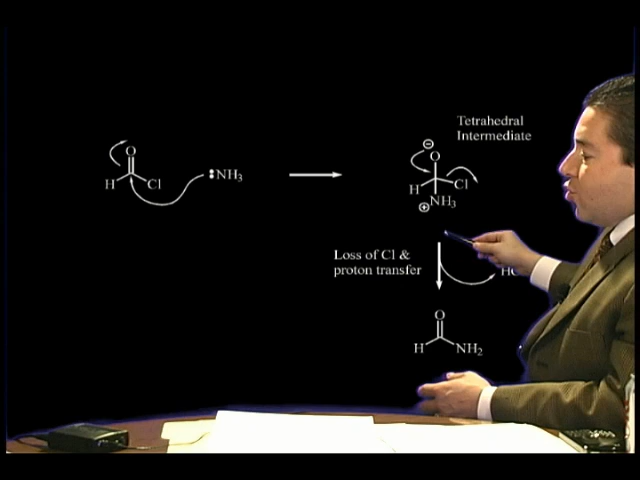 Tetrahedral
Intermediate
O
H
Cl
:NH3
⊖
O
H
Cl
⊕
NH3
Loss of Cl &
proton transfer
O
H
NH2